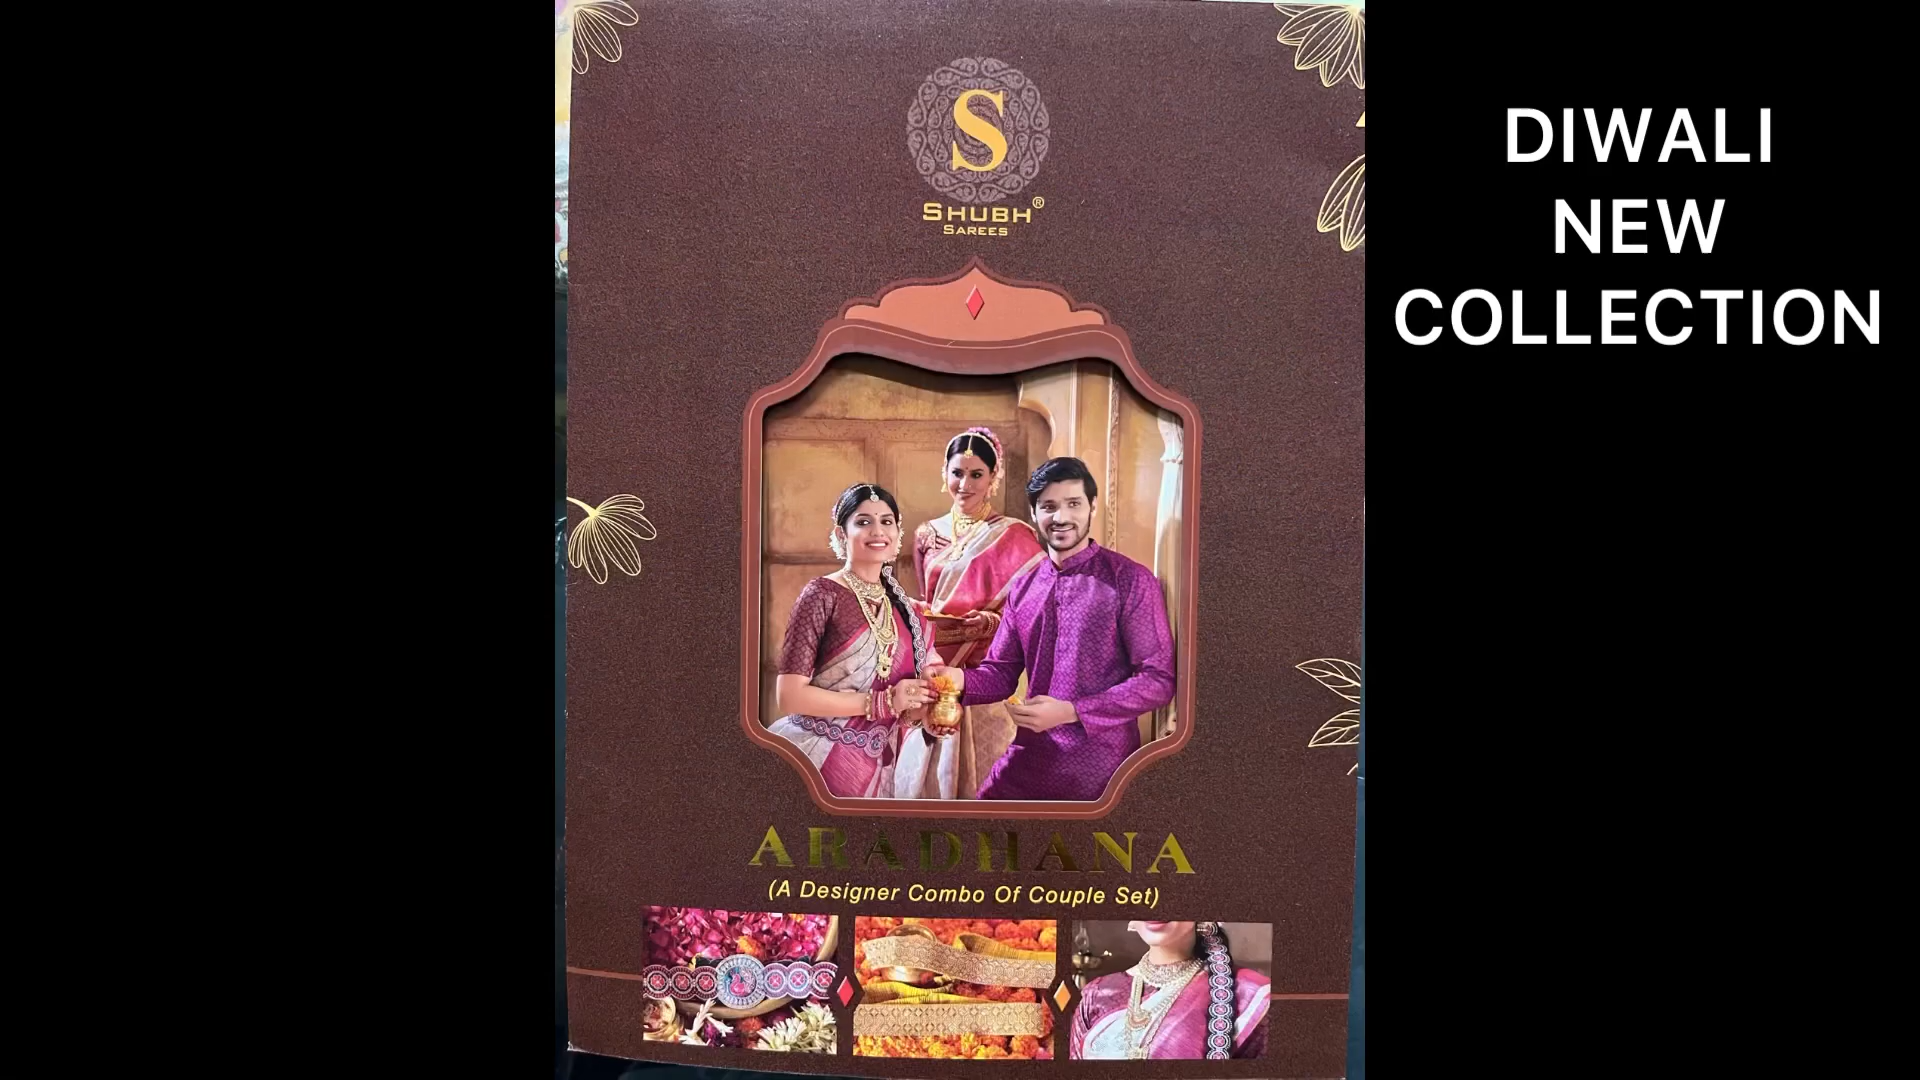 S
SHUBH®
SAREES
ARADHANA
(A Designer Combo Of Couple Set)
DIWALI
NEW
COLLECTION